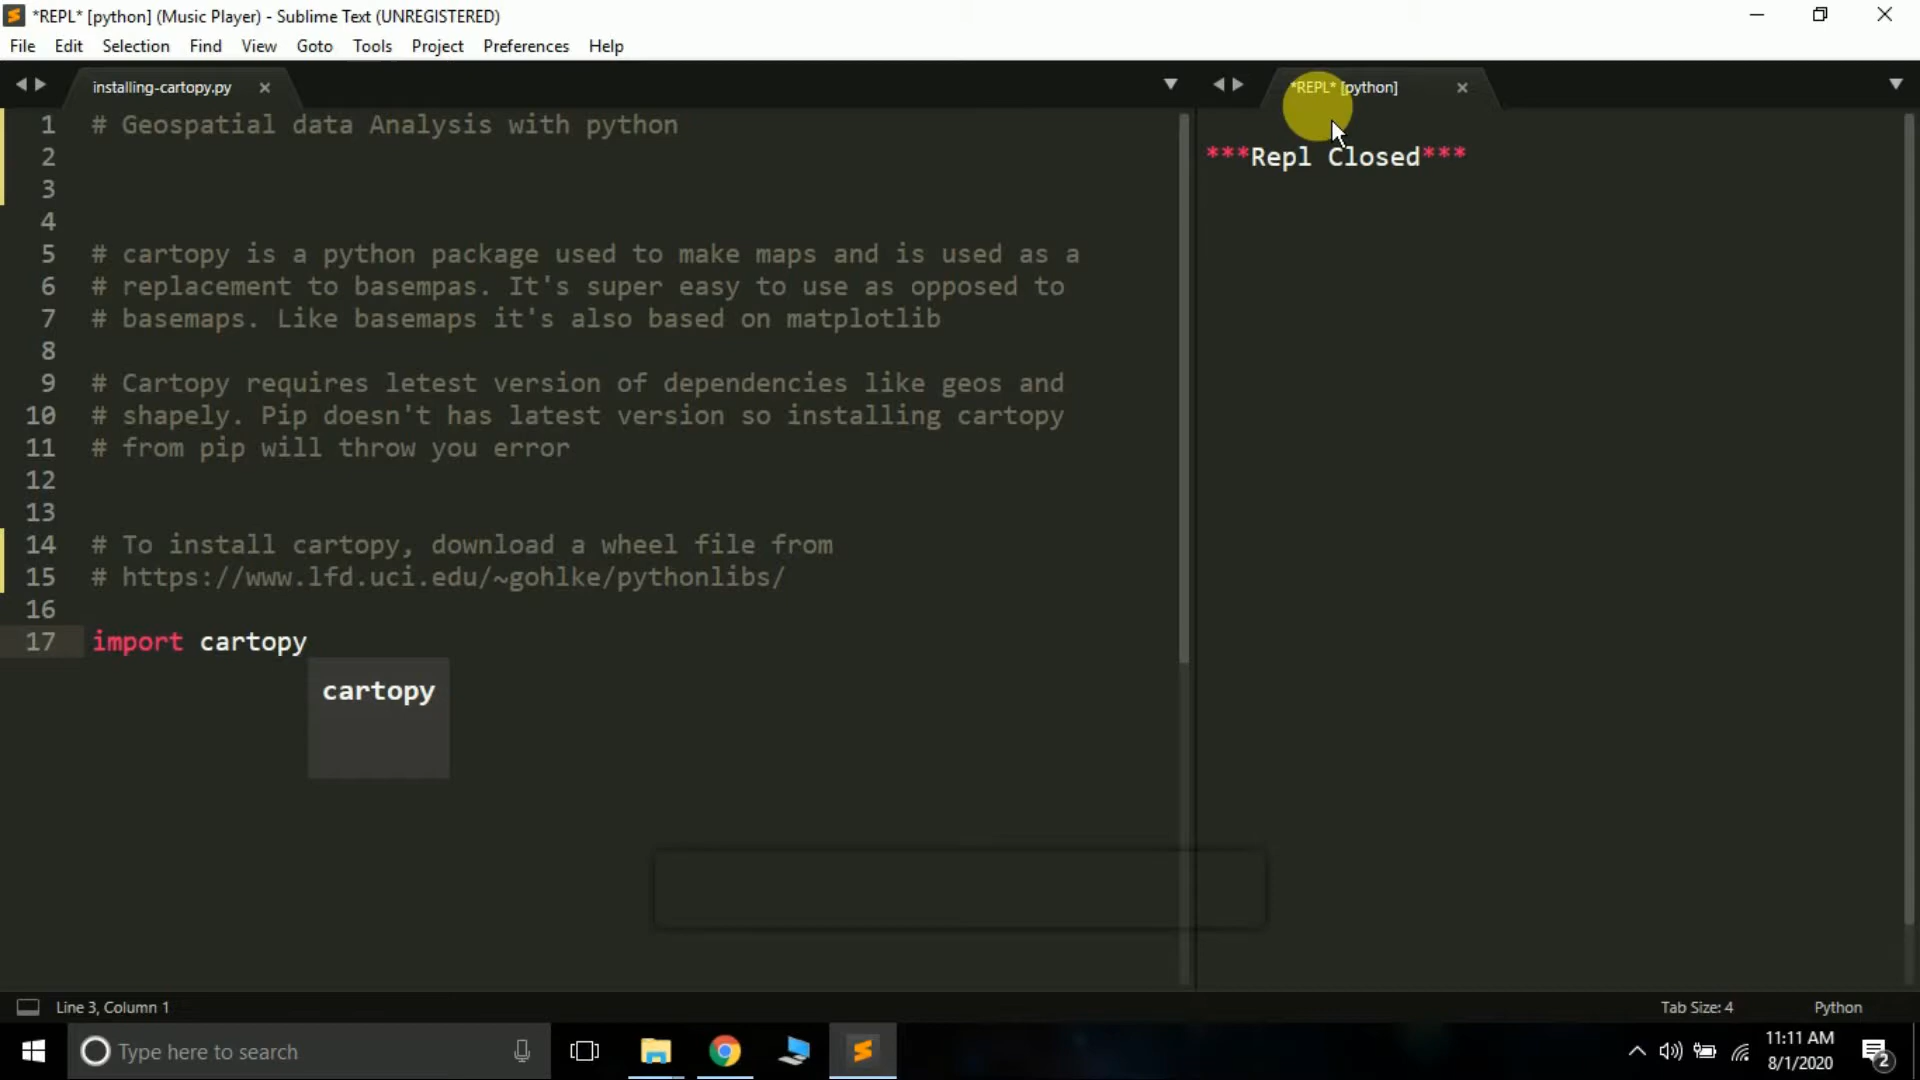 *REPL* [python] (Music Player) - Sublime Text (UNREGISTERED)
File Edit Selection Find View Goto Tools Project Preferences Help
installing-cartopy.py
*REPL* [python]
1 # Geospatial data Analysis with python
2
3
4
5 # cartopy is a python package used to make maps and is used as a
6 # replacement to basempas. It's super easy to use as opposed to
7 # basemaps. Like basemaps it's also based on matplotlib
8
9 # Cartopy requires letest version of dependencies like geos and
10 # shapely. Pip doesn't has latest version so installing cartopy
11 # from pip will throw you error
12
13
14 # To install cartopy, download a wheel file from
15 # https://www.lfd.uci.edu/~gohlke/pythonlibs/
16
17 import cartopy
cartopy
***Repl Closed***
Line 3, Column 1
Tab Size: 4
Python
Type here to search
11:11 AM
8/1/2020
2